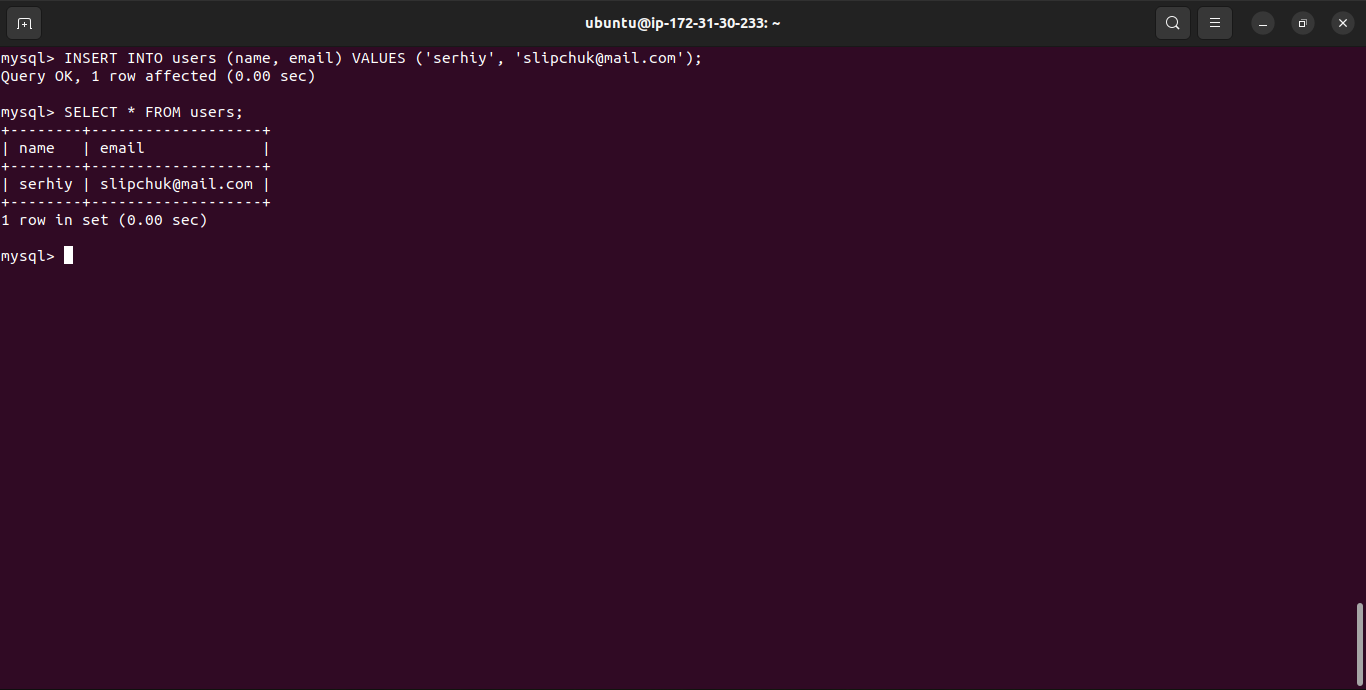 ubuntu@ip-172-31-30-233: ~
mysql> INSERT INTO users (name, email) VALUES ('serhiy', 'slipchuk@mail.com');
Query OK, 1 row affected (0.00 sec)
mysql> SELECT * FROM users;
+--------+-------------------+
| name   | email             |
+--------+-------------------+
| serhiy | slipchuk@mail.com |
+--------+-------------------+
1 row in set (0.00 sec)
mysql>